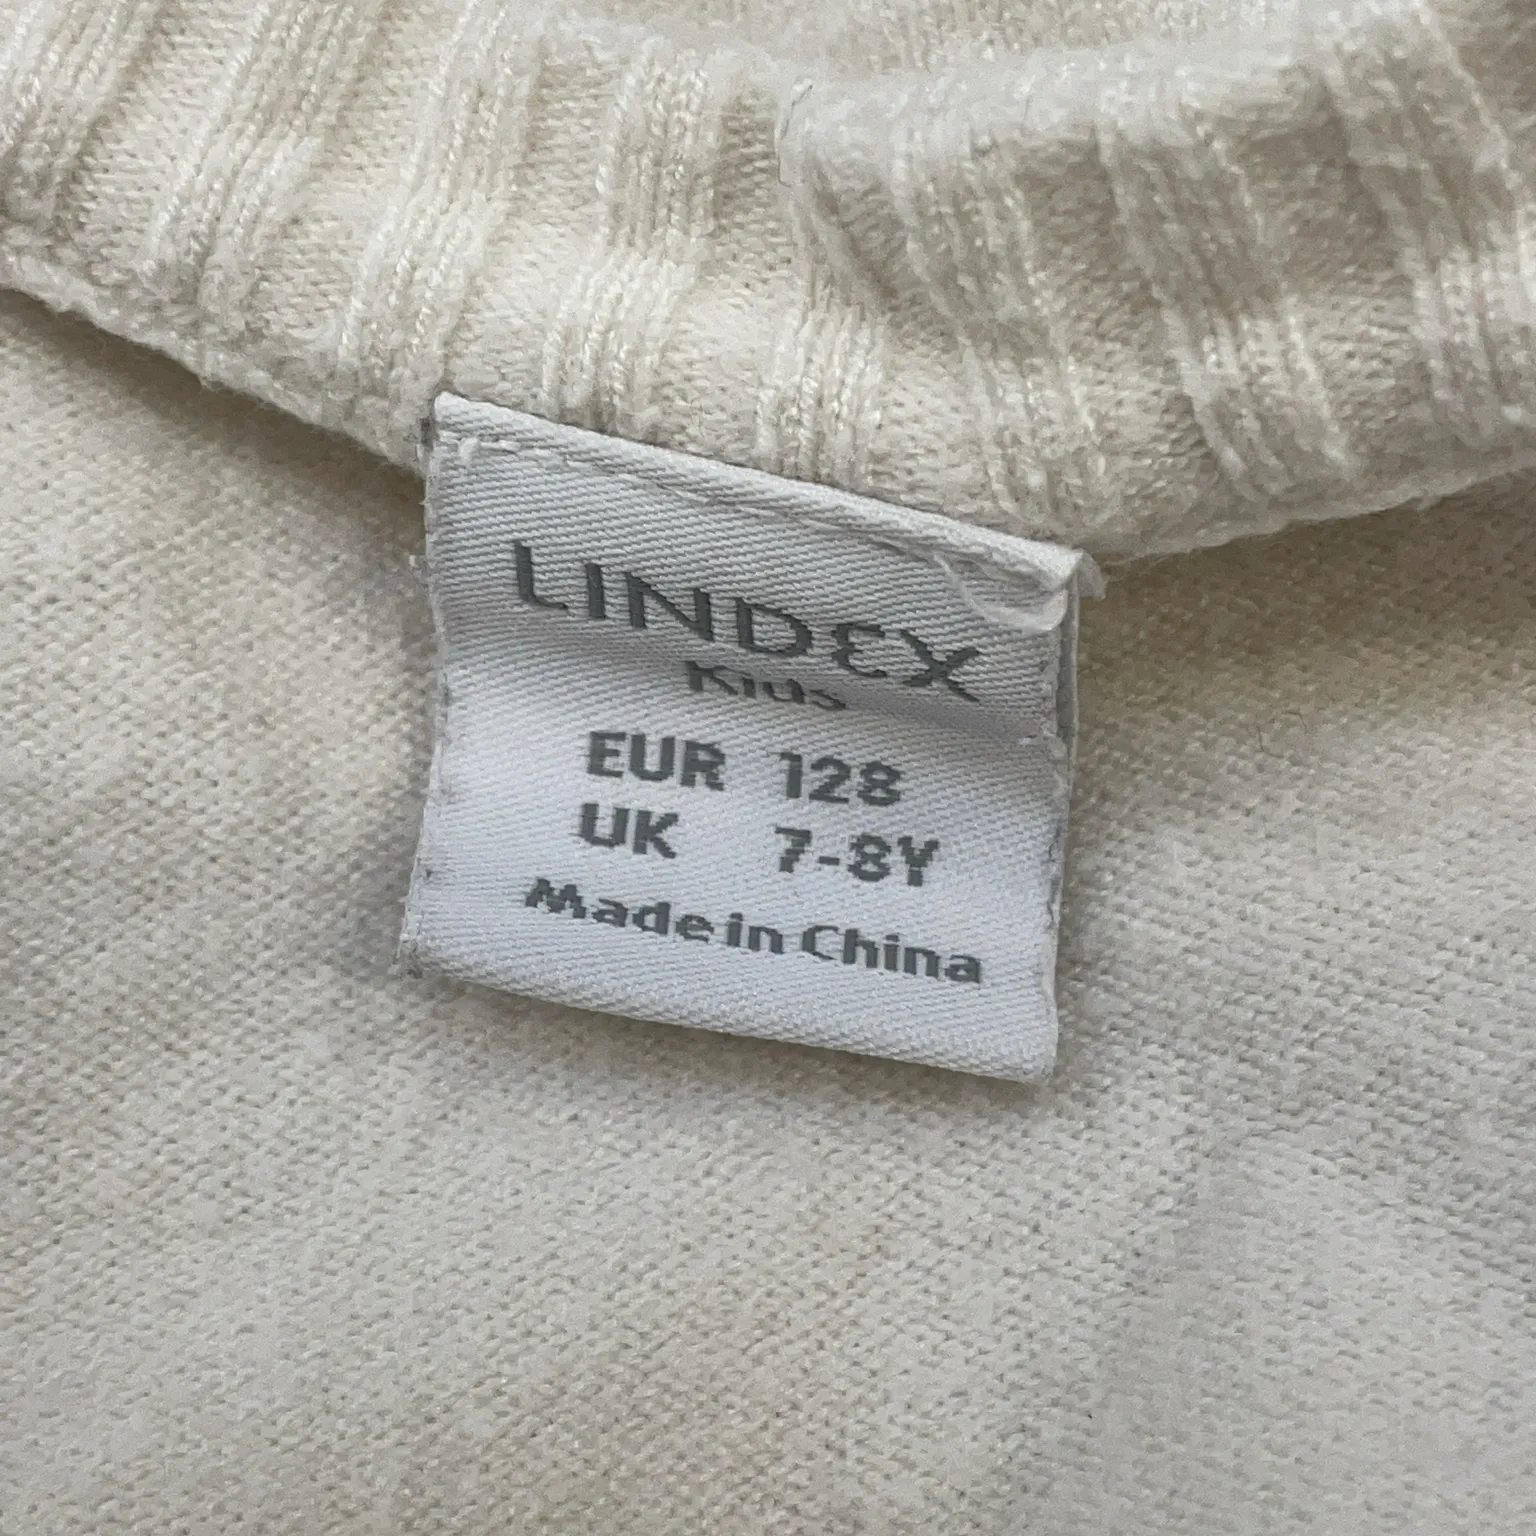 LINDEX
Kids
EUR 128
UK 7-8Y
Made in China